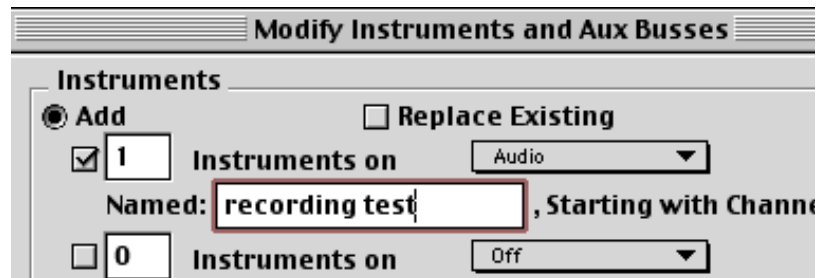 Modify Instruments and Aux Busses
Instruments
Add Replace Existing
1 Instruments on Audio
Named: recording test , Starting with Channe
0 Instruments on Off